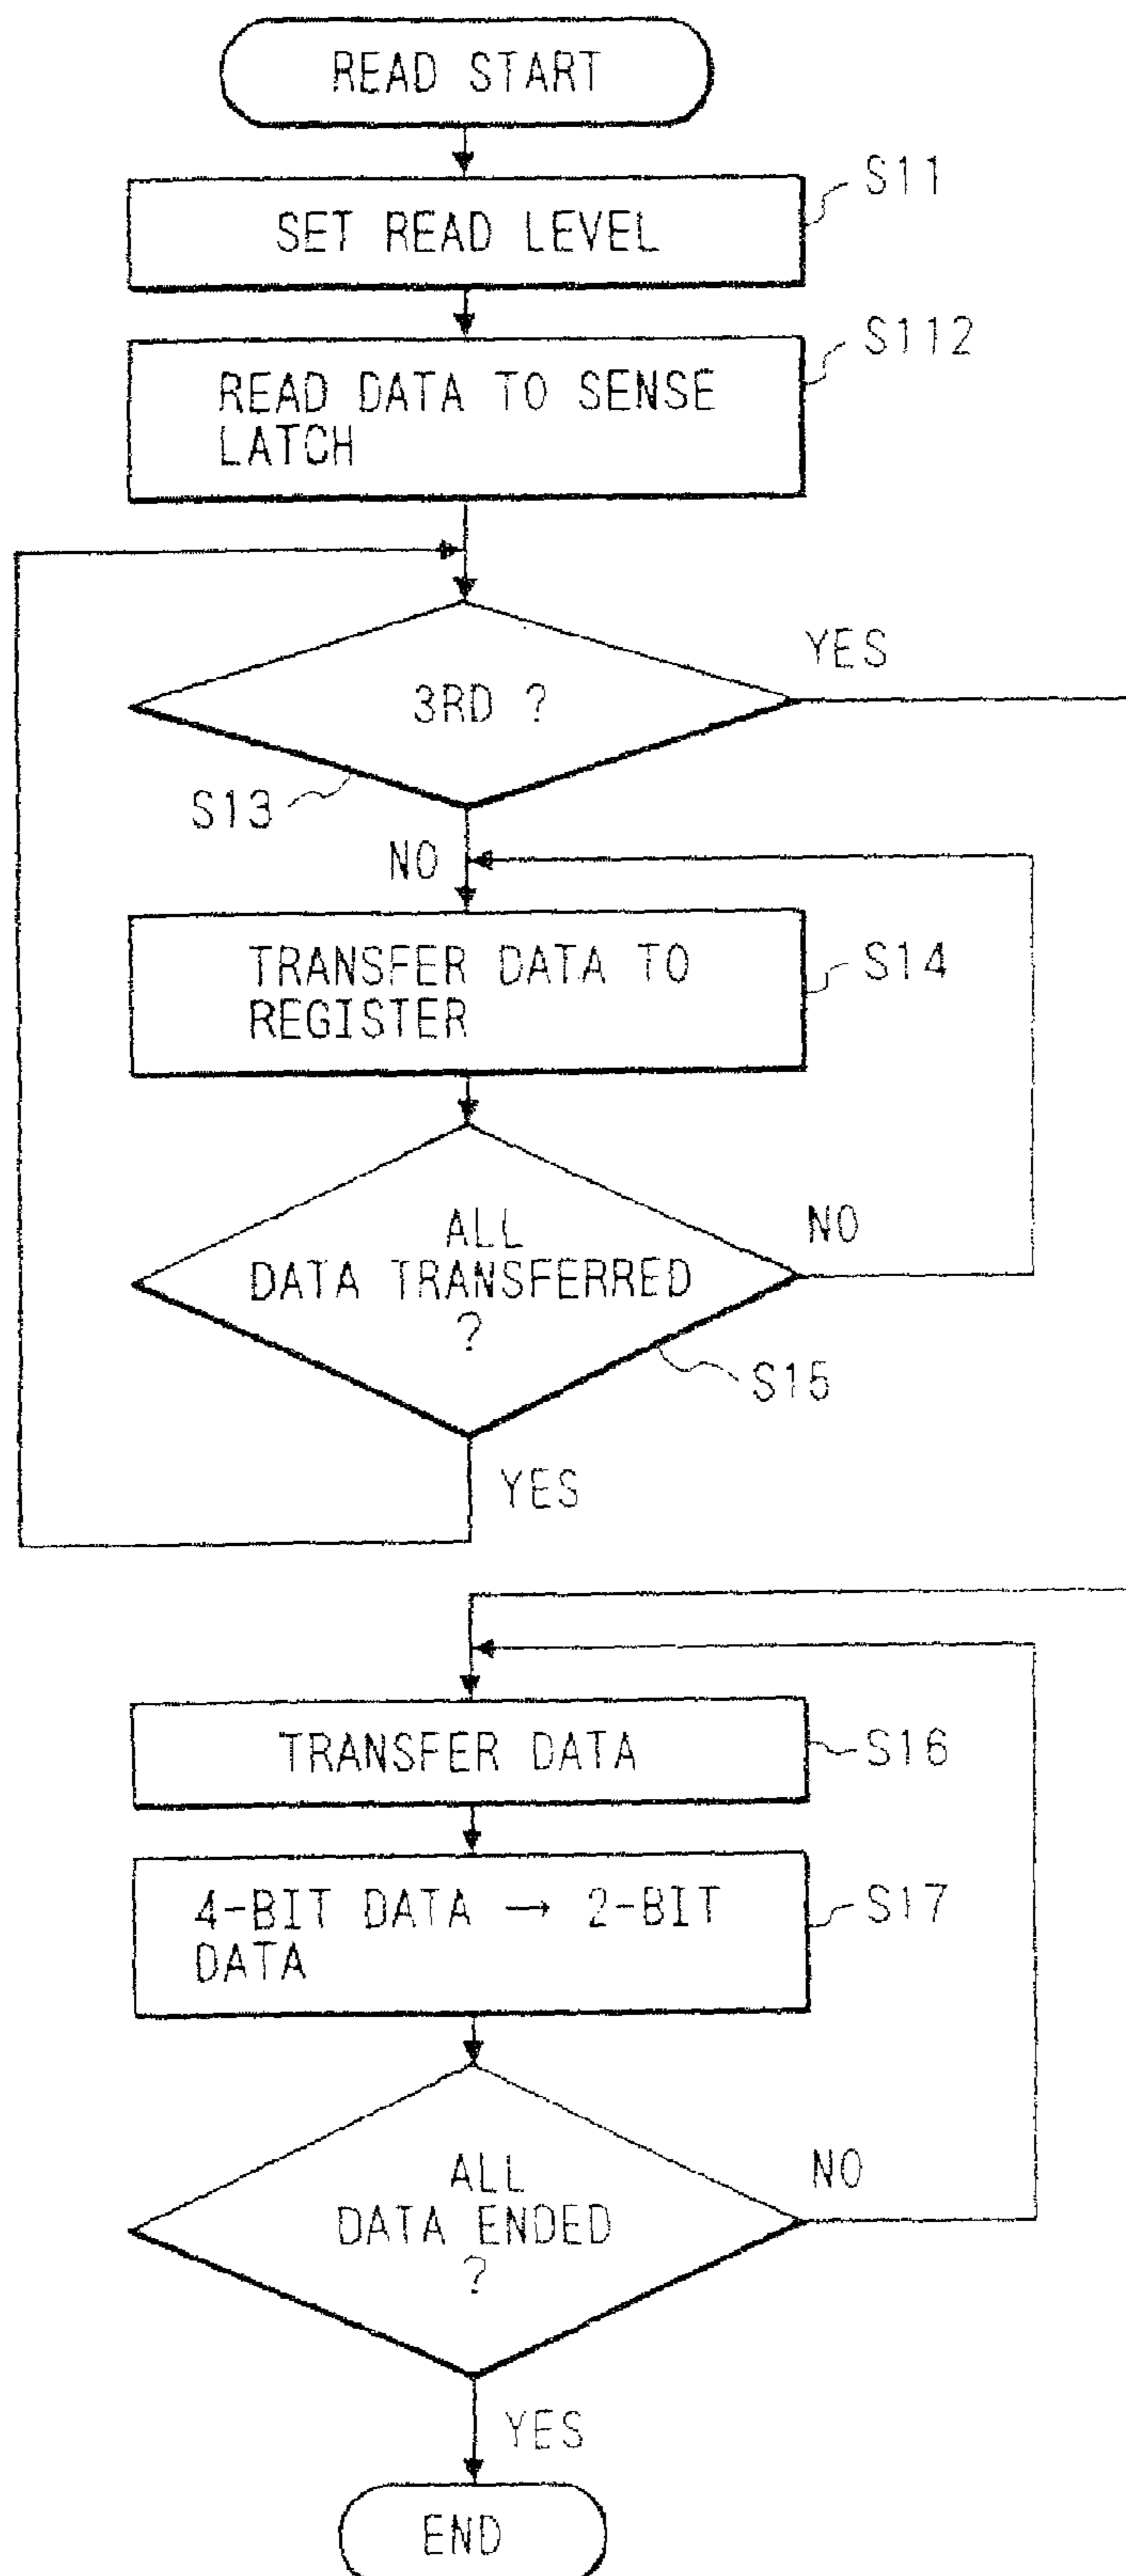 READ START
S11
SET READ LEVEL
S112
READ DATA TO SENSE
LATCH
YES
3RD ?
S13
NO
TRANSFER DATA TO
REGISTER
S14
ALL
DATA TRANSFERRED
?
NO
S15
YES
TRANSFER DATA
S16
4-BIT DATA → 2-BIT
DATA
S17
ALL
DATA ENDED
?
NO
YES
END